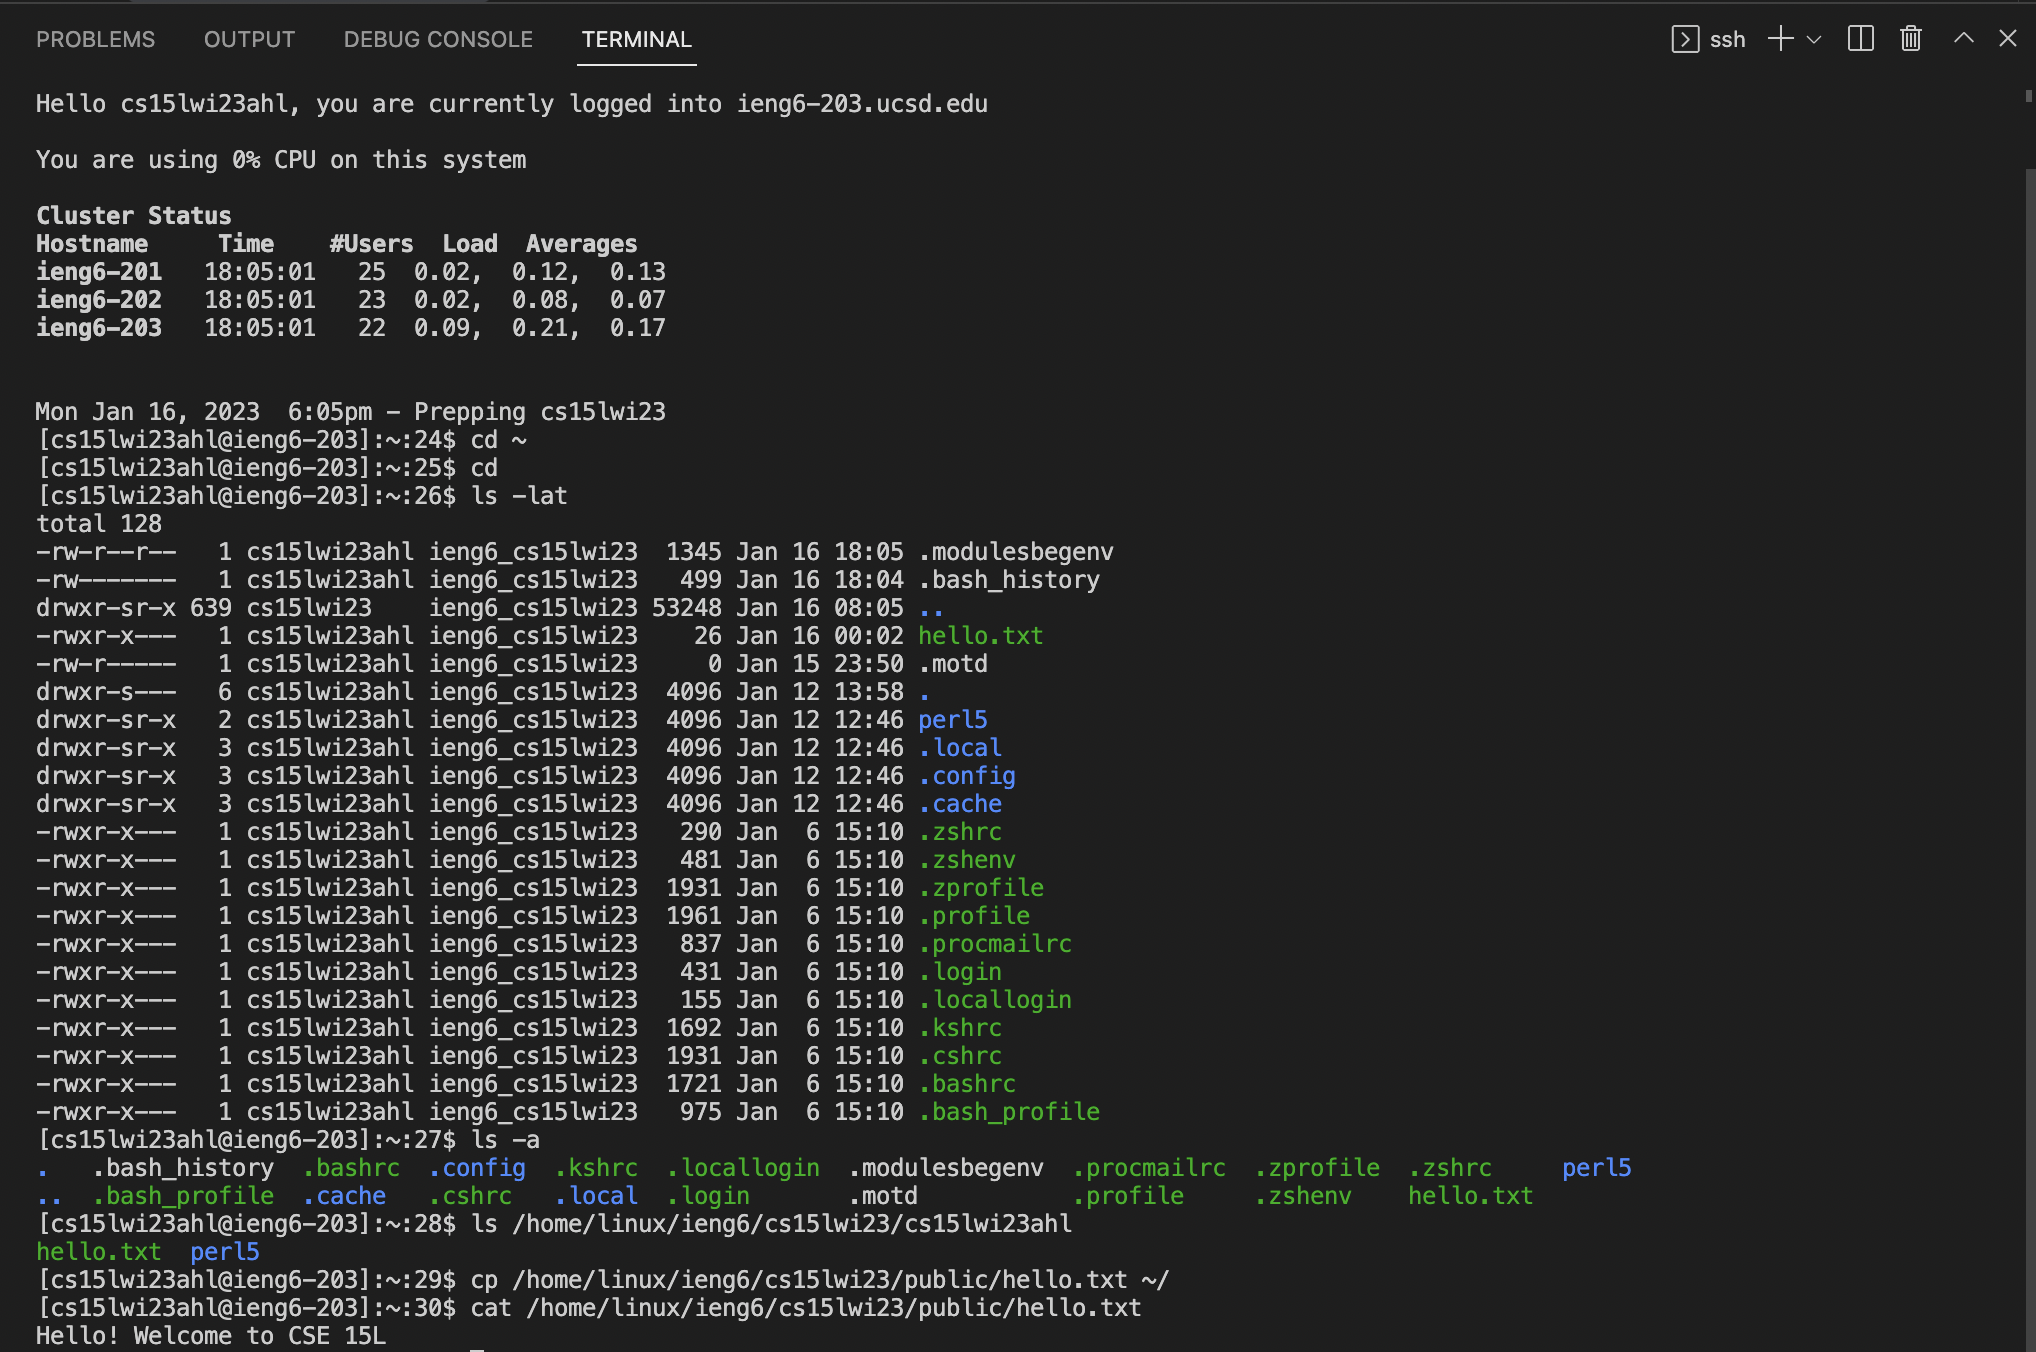 PROBLEMS OUTPUT DEBUG CONSOLE TERMINAL ssh
Hello cs15lwi23ahl, you are currently logged into ieng6-203.ucsd.edu
You are using 0% CPU on this system
Cluster Status
Hostname     Time    #Users  Load  Averages
ieng6-201   18:05:01   25  0.02,  0.12,  0.13
ieng6-202   18:05:01   23  0.02,  0.08,  0.07
ieng6-203   18:05:01   22  0.09,  0.21,  0.17
Mon Jan 16, 2023  6:05pm - Prepping cs15lwi23
[cs15lwi23ahl@ieng6-203]:~:24$ cd ~
[cs15lwi23ahl@ieng6-203]:~:25$ cd
[cs15lwi23ahl@ieng6-203]:~:26$ ls -lat
total 128
-rw-r--r--   1 cs15lwi23ahl ieng6_cs15lwi23  1345 Jan 16 18:05 .modulesbegenv
-rw-------   1 cs15lwi23ahl ieng6_cs15lwi23   499 Jan 16 18:04 .bash_history
drwxr-sr-x 639 cs15lwi23    ieng6_cs15lwi23 53248 Jan 16 08:05 ..
-rwxr-x---   1 cs15lwi23ahl ieng6_cs15lwi23    26 Jan 16 00:02 hello.txt
-rw-r-----   1 cs15lwi23ahl ieng6_cs15lwi23     0 Jan 15 23:50 .motd
drwxr-s---   6 cs15lwi23ahl ieng6_cs15lwi23  4096 Jan 12 13:58 .
drwxr-sr-x   2 cs15lwi23ahl ieng6_cs15lwi23  4096 Jan 12 12:46 perl5
drwxr-sr-x   3 cs15lwi23ahl ieng6_cs15lwi23  4096 Jan 12 12:46 .local
drwxr-sr-x   3 cs15lwi23ahl ieng6_cs15lwi23  4096 Jan 12 12:46 .config
drwxr-sr-x   3 cs15lwi23ahl ieng6_cs15lwi23  4096 Jan 12 12:46 .cache
-rwxr-x---   1 cs15lwi23ahl ieng6_cs15lwi23   290 Jan  6 15:10 .zshrc
-rwxr-x---   1 cs15lwi23ahl ieng6_cs15lwi23   481 Jan  6 15:10 .zshenv
-rwxr-x---   1 cs15lwi23ahl ieng6_cs15lwi23  1931 Jan  6 15:10 .zprofile
-rwxr-x---   1 cs15lwi23ahl ieng6_cs15lwi23  1961 Jan  6 15:10 .profile
-rwxr-x---   1 cs15lwi23ahl ieng6_cs15lwi23   837 Jan  6 15:10 .procmailrc
-rwxr-x---   1 cs15lwi23ahl ieng6_cs15lwi23   431 Jan  6 15:10 .login
-rwxr-x---   1 cs15lwi23ahl ieng6_cs15lwi23   155 Jan  6 15:10 .locallogin
-rwxr-x---   1 cs15lwi23ahl ieng6_cs15lwi23  1692 Jan  6 15:10 .kshrc
-rwxr-x---   1 cs15lwi23ahl ieng6_cs15lwi23  1931 Jan  6 15:10 .cshrc
-rwxr-x---   1 cs15lwi23ahl ieng6_cs15lwi23  1721 Jan  6 15:10 .bashrc
-rwxr-x---   1 cs15lwi23ahl ieng6_cs15lwi23   975 Jan  6 15:10 .bash_profile
[cs15lwi23ahl@ieng6-203]:~:27$ ls -a
.   .bash_history  .bashrc  .config  .kshrc  .locallogin  .modulesbegenv  .procmailrc  .zprofile  .zshrc     perl5
..  .bash_profile  .cache   .cshrc   .local  .login       .motd           .profile     .zshenv    hello.txt
[cs15lwi23ahl@ieng6-203]:~:28$ ls /home/linux/ieng6/cs15lwi23/cs15lwi23ahl
hello.txt  perl5
[cs15lwi23ahl@ieng6-203]:~:29$ cp /home/linux/ieng6/cs15lwi23/public/hello.txt ~/
[cs15lwi23ahl@ieng6-203]:~:30$ cat /home/linux/ieng6/cs15lwi23/public/hello.txt
Hello! Welcome to CSE 15L